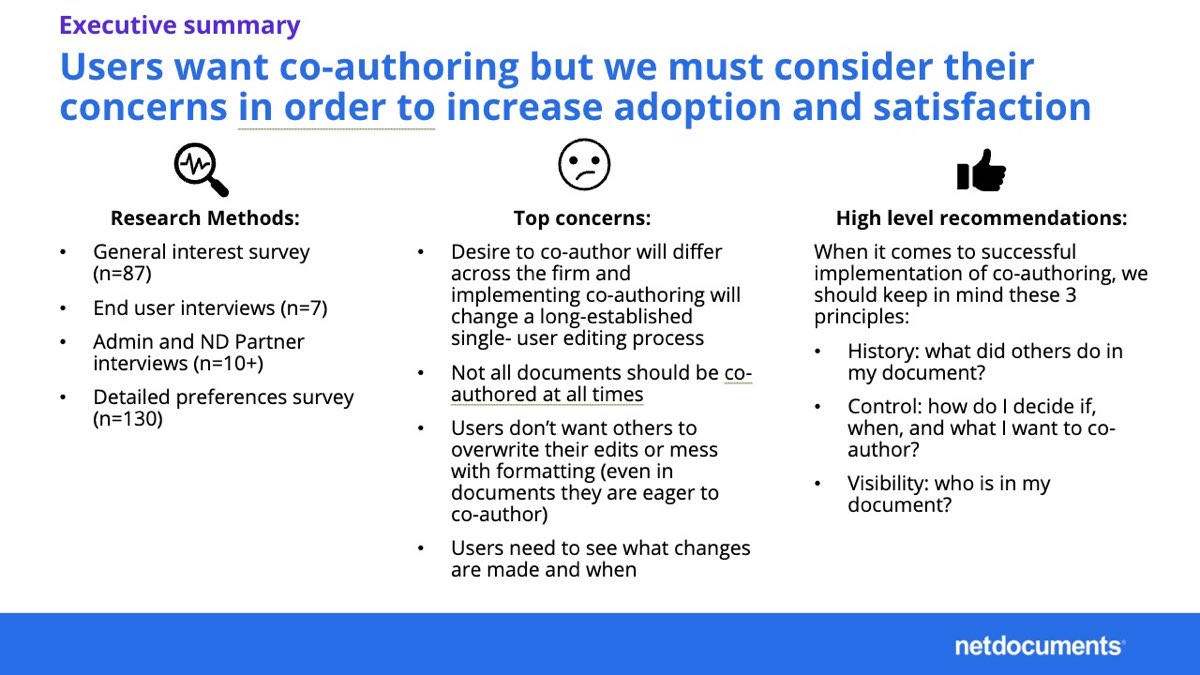 Executive summary
Users want co-authoring but we must consider their
concerns in order to increase adoption and satisfaction
Research Methods:
• General interest survey
(n=87)
• End user interviews (n=7)
• Admin and ND Partner
interviews (n=10+)
• Detailed preferences survey
(n=130)
Top concerns:
• Desire to co-author will differ
across the firm and
implementing co-authoring will
change a long-established
single- user editing process
• Not all documents should be co-
authored at all times
• Users don’t want others to
overwrite their edits or mess
with formatting (even in
documents they are eager to
co-author)
• Users need to see what changes
are made and when
High level recommendations:
When it comes to successful
implementation of co-authoring, we
should keep in mind these 3
principles:
• History: what did others do in
my document?
• Control: how do I decide if,
when, and what I want to co-
author?
• Visibility: who is in my
document?
netdocuments